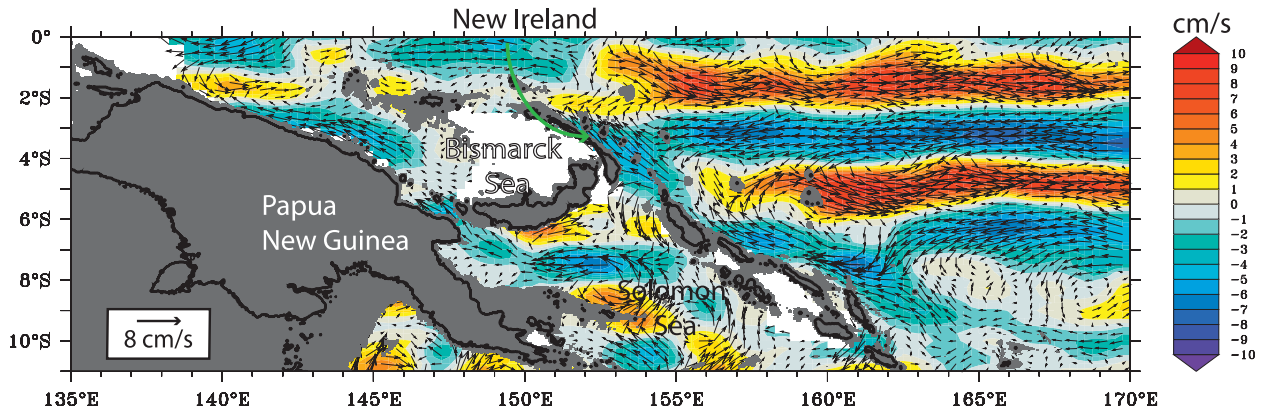 New Ireland
cm/s
0°
2°S
4°S
6°S
8°S
10°S
Bismarck
Sea
Papua
New Guinea
Solomon
Sea
8 cm/s
135°E
140°E
145°E
150°E
155°E
160°E
165°E
170°E
10
9
8
7
6
5
4
3
2
1
0
-1
-2
-3
-4
-5
-6
-7
-8
-9
-10